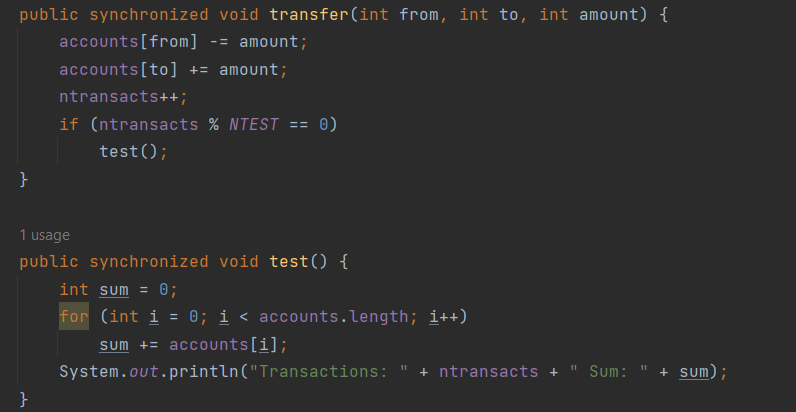 public synchronized void transfer(int from, int to, int amount) {
    accounts[from] -= amount;
    accounts[to] += amount;
    ntransacts++;
    if (ntransacts % NTEST == 0)
        test();
}
1 usage
public synchronized void test() {
    int sum = 0;
    for (int i = 0; i < accounts.length; i++)
        sum += accounts[i];
    System.out.println("Transactions: " + ntransacts + " Sum: " + sum);
}